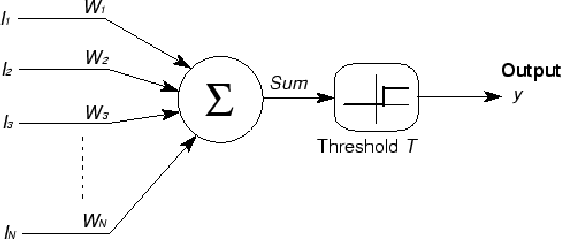 I1 W1
I2 W2
I3 W3
IN WN
Σ
Sum
Threshold T
Output
y